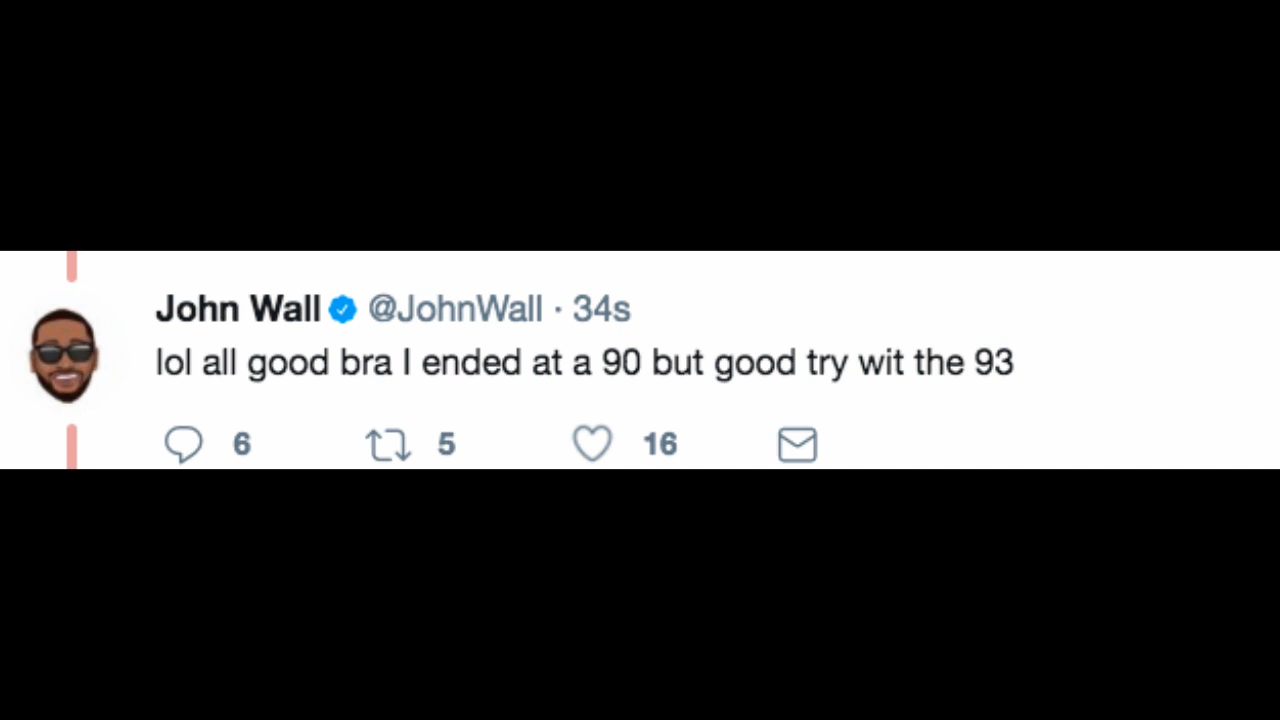 John Wall @JohnWall · 34s
lol all good bra I ended at a 90 but good try wit the 93
6 5 16